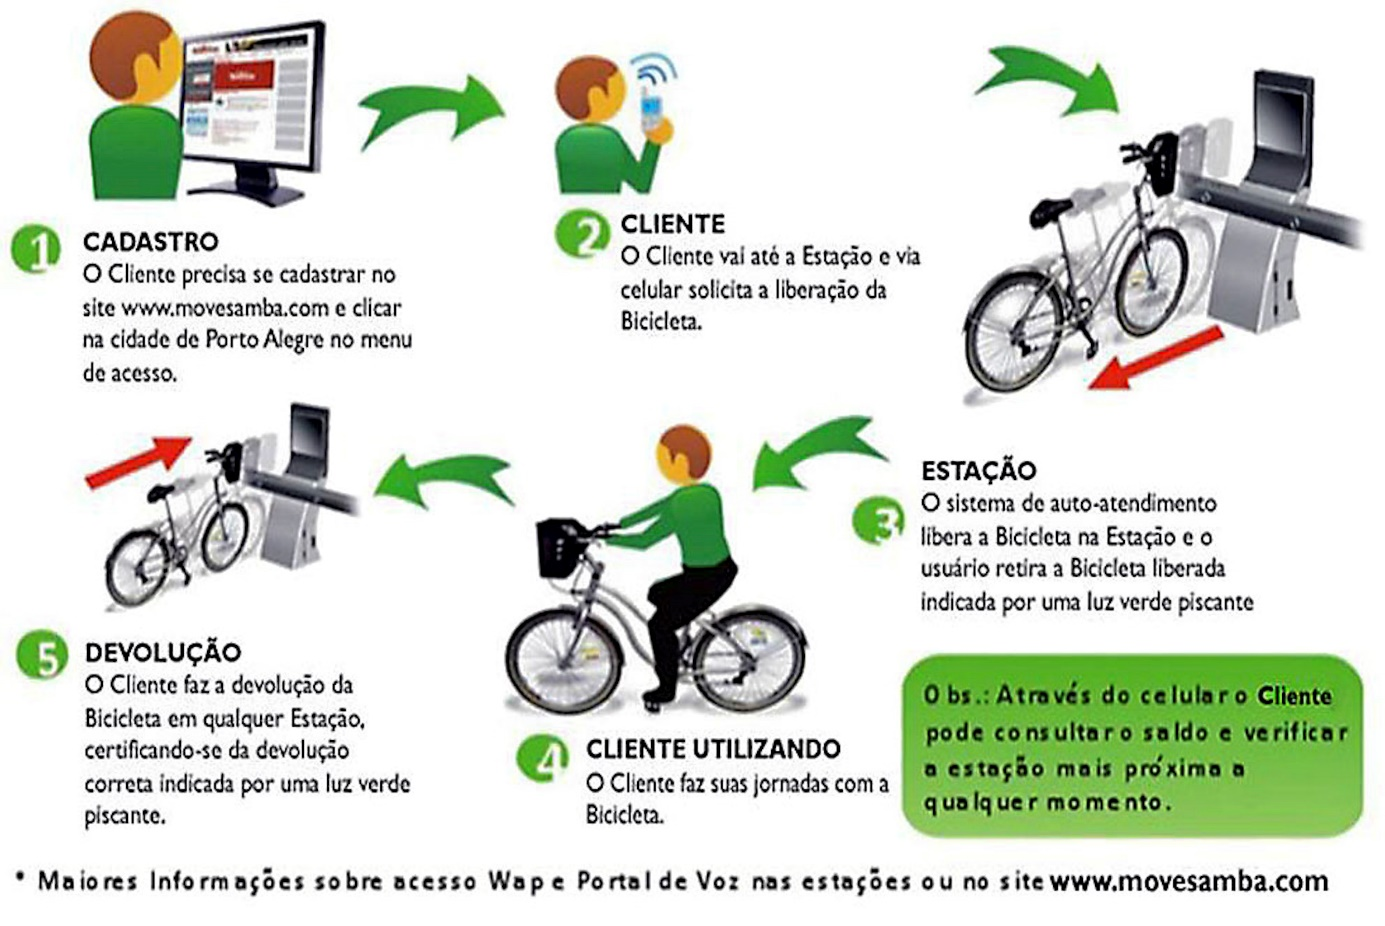 1 CADASTRO
O Cliente precisa se cadastrar no
site www.movesamba.com e clicar
na cidade de Porto Alegre no menu
de acesso.
2 CLIENTE
O Cliente vai até a Estação e via
celular solicita a liberação da
Bicicleta.
3 ESTAÇÃO
O sistema de auto-atendimento
libera a Bicicleta na Estação e o
usuário retira a Bicicleta liberada
indicada por uma luz verde piscante
4 CLIENTE UTILIZANDO
O Cliente faz suas jornadas com a
Bicicleta.
5 DEVOLUÇÃO
O Cliente faz a devolução da
Bicicleta em qualquer Estação,
certificando-se da devolução
correta indicada por uma luz verde
piscante.
Obs.: Através do celular o Cliente
pode consultar o saldo e verificar
a estação mais próxima a
qualquer momento.
* Maiores Informações sobre acesso Wap e Portal de Voz nas estações ou no site www.movesamba.com